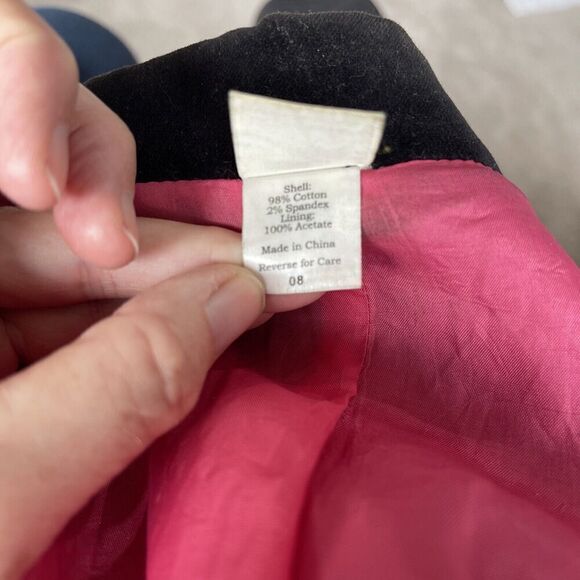 Shell:
98% Cotton
2% Spandex
Lining:
100% Acetate
Made in China
Reverse for Care
08